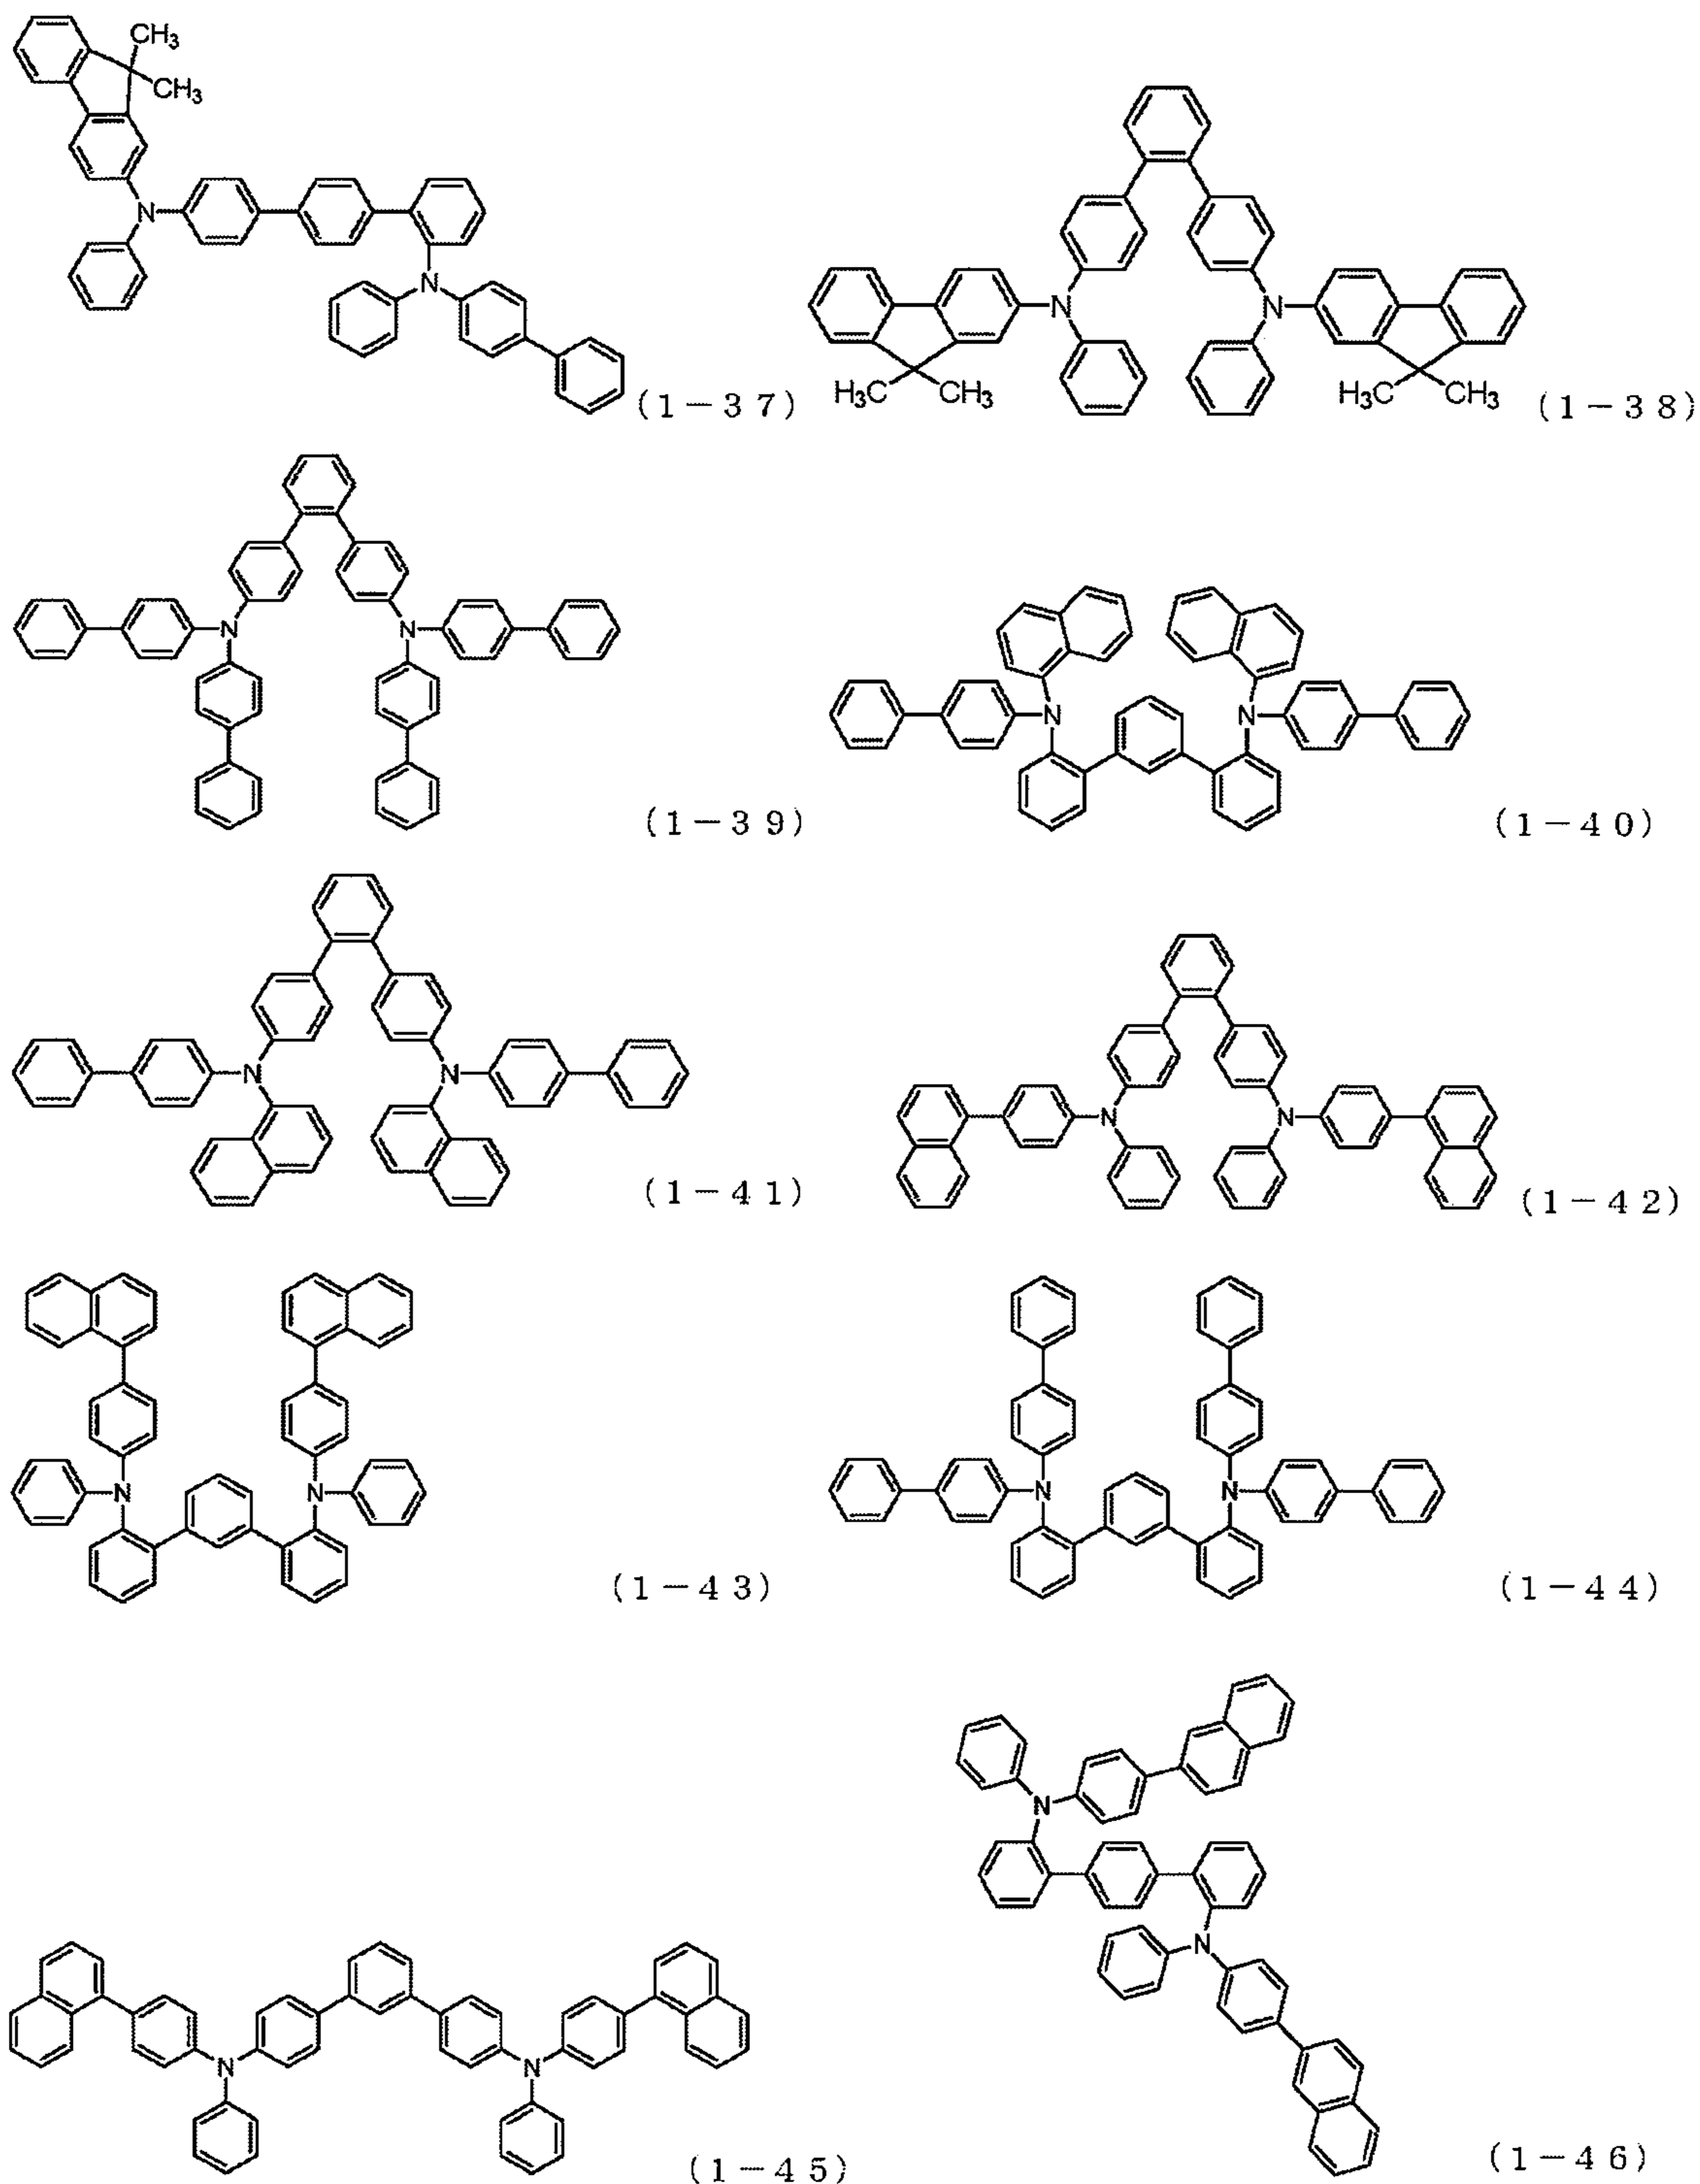 CH₃
CH₃
N
N
(1-37)
N
N
H₃C CH₃
H₃C CH₃
(1-38)
N
N
(1-39)
N
N
(1-40)
N
N
(1-41)
N
N
(1-42)
N
N
(1-43)
N
N
(1-44)
N
N
(1-45)
N
N
(1-46)